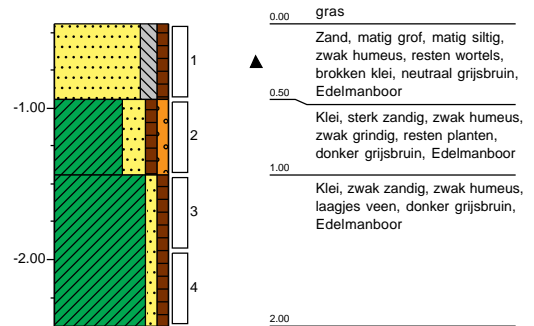 0.00 gras
Zand, matig grof, matig siltig,
zwak humeus, resten wortels,
brokken klei, neutraal grijsbruin,
Edelmanboor
0.50
Klei, sterk zandig, zwak humeus,
zwak grindig, resten planten,
donker grijsbruin, Edelmanboor
1.00
Klei, zwak zandig, zwak humeus,
laagjes veen, donker grijsbruin,
Edelmanboor
2.00
1
-1.00
2
3
-2.00
4